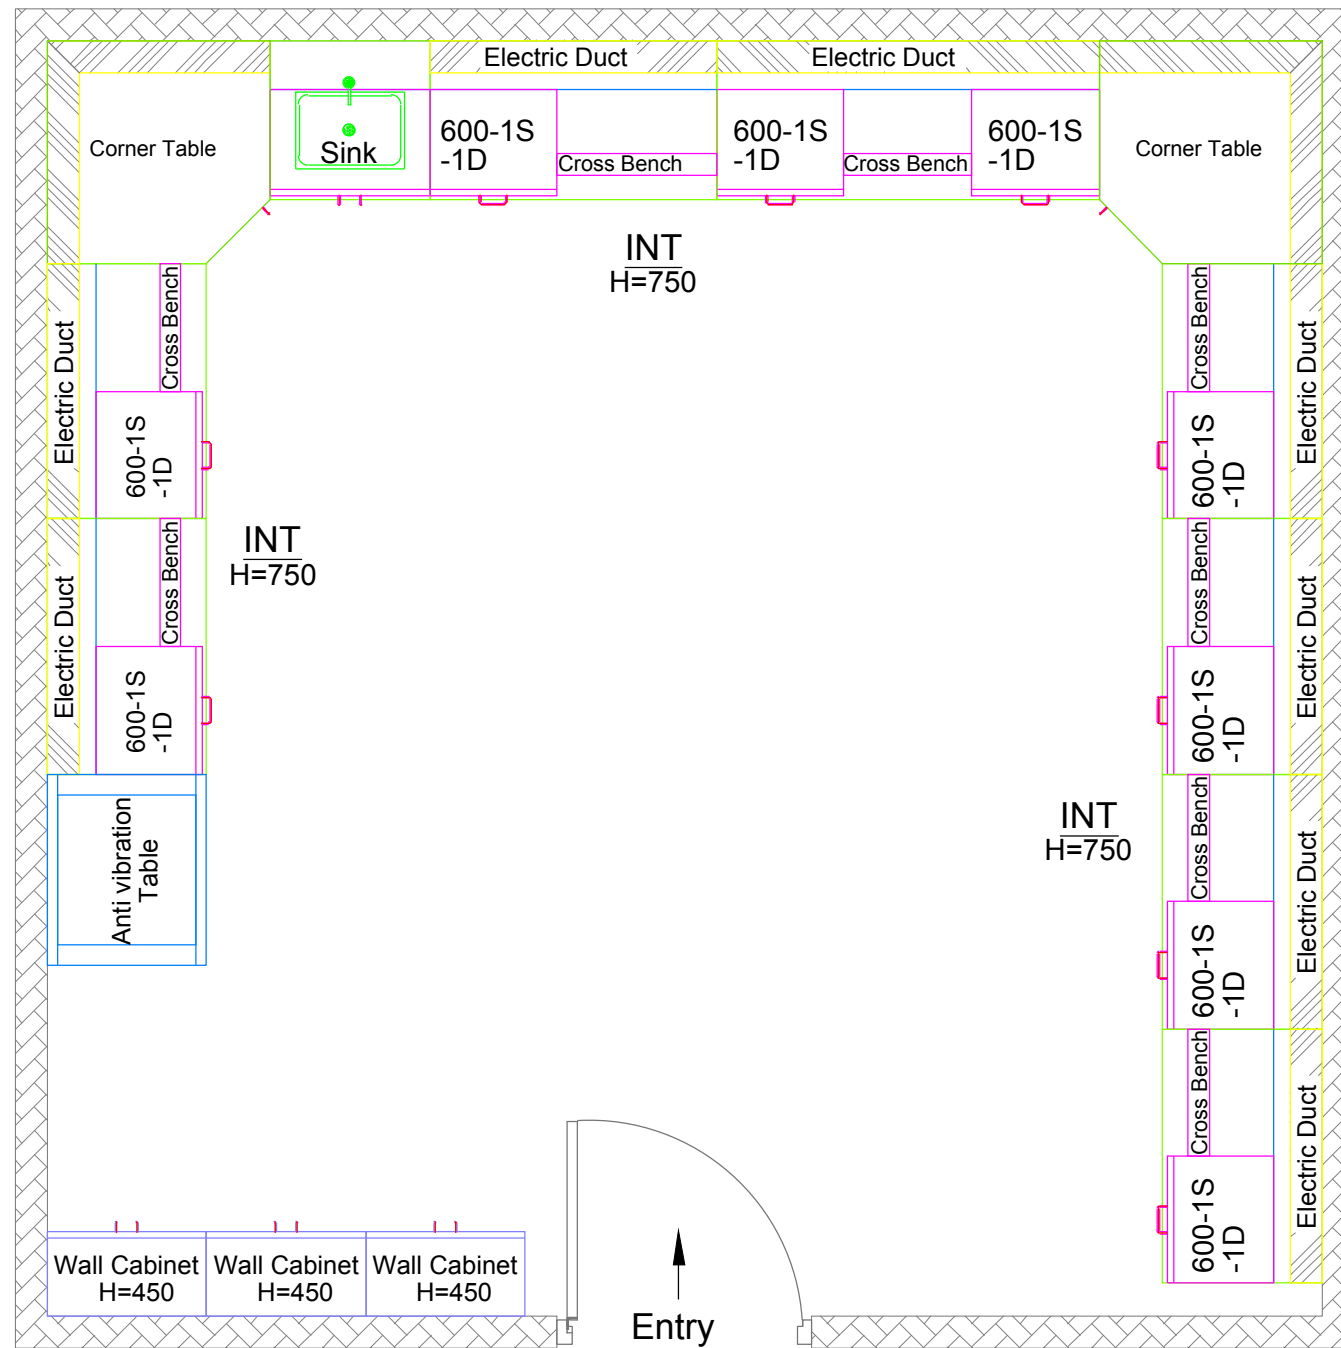 Electric Duct
Electric Duct
Corner Table
Sink
600-1S
-1D
Cross Bench
600-1S
-1D
Cross Bench
600-1S
-1D
Corner Table
INT
H=750
Electric Duct
Cross Bench
600-1S
-1D
Electric Duct
Cross Bench
600-1S
-1D
INT
H=750
Anti vibration
Table
Cross Bench
600-1S
-1D
Electric Duct
Cross Bench
600-1S
-1D
Electric Duct
INT
H=750
Cross Bench
600-1S
-1D
Electric Duct
Cross Bench
600-1S
-1D
Electric Duct
Wall Cabinet
H=450
Wall Cabinet
H=450
Wall Cabinet
H=450
Entry